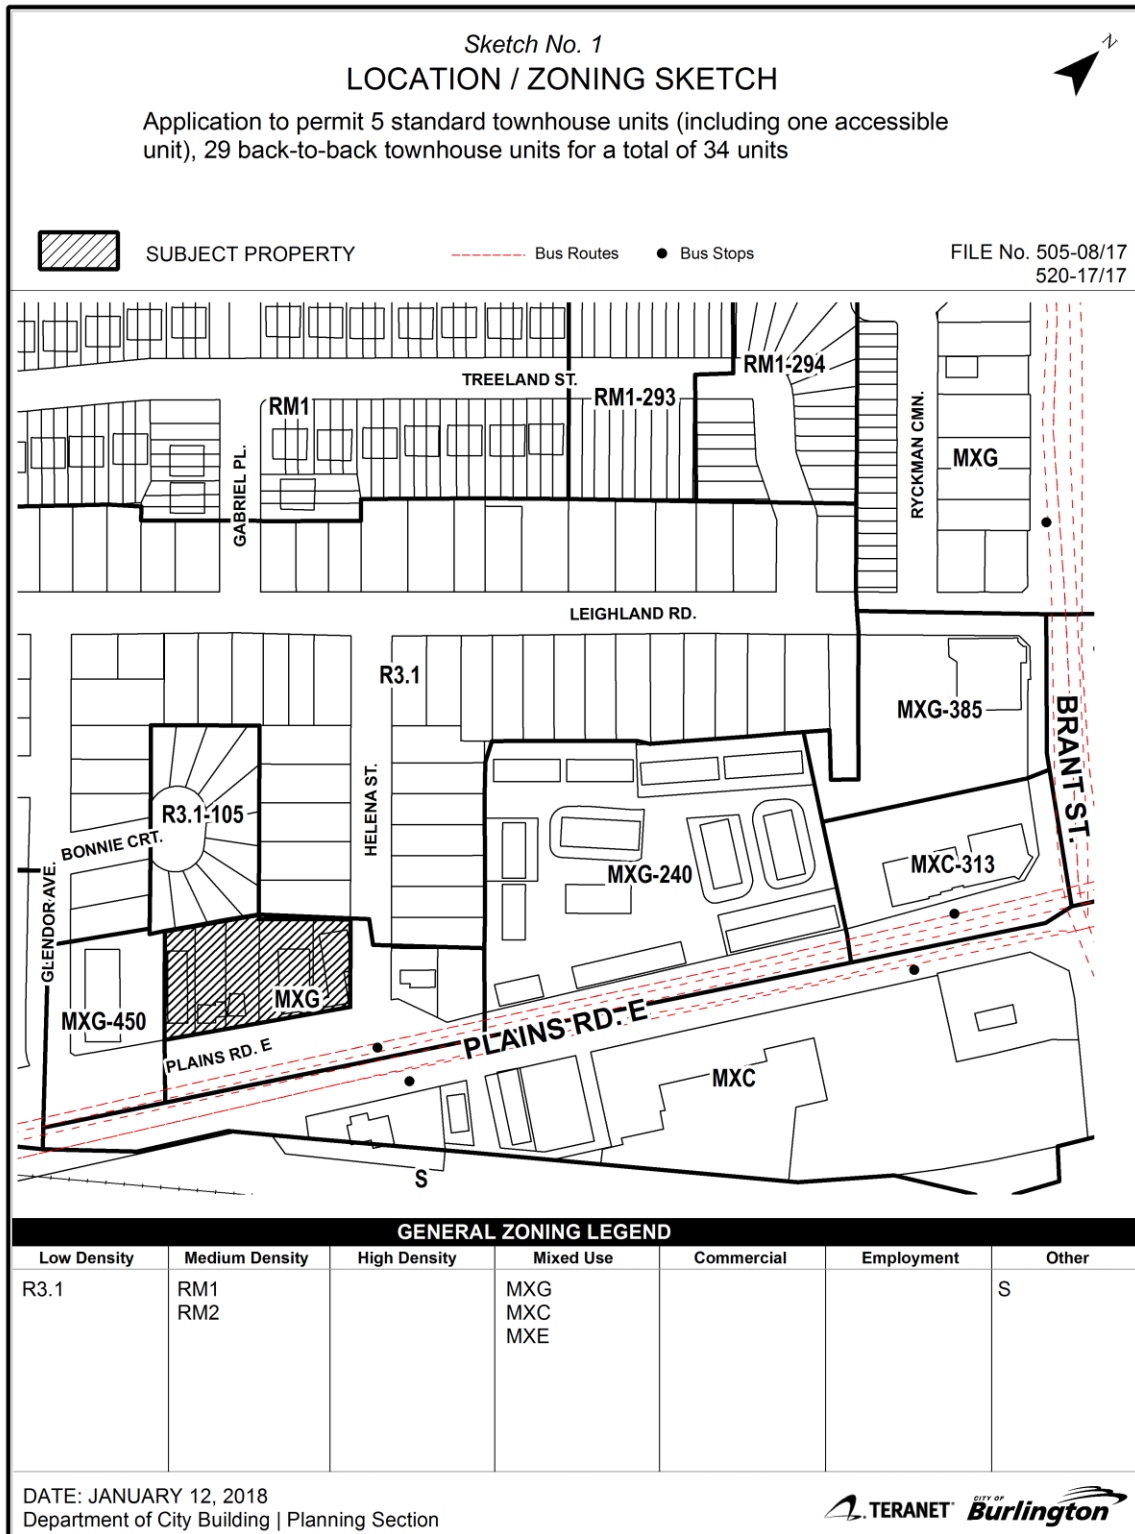 Sketch No. 1
N
LOCATION / ZONING SKETCH
Application to permit 5 standard townhouse units (including one accessible
unit), 29 back-to-back townhouse units for a total of 34 units
SUBJECT PROPERTY
Bus Routes
Bus Stops
FILE No. 505-08/17
520-17/17
RM1-294
TREELAND ST.
RM1-293
RM1
RYCKMAN CMN.
MXG
GABRIEL PL.
LEIGHLAND RD.
R3.1
MXG-385
BRANT ST.
HELENA ST.
R3.1-105
BONNIE CRT.
MXG-240
MXC-313
GLENDOR AVE.
MXG
MXG-450
PLAINS RD. E
PLAINS RD. E
MXC
S
GENERAL ZONING LEGEND
Low Density Medium Density High Density Mixed Use Commercial Employment Other
R3.1 RM1 MXG S
RM2 MXC
MXE
DATE: JANUARY 12, 2018
Department of City Building | Planning Section
TERANET
CITY OF
Burlington